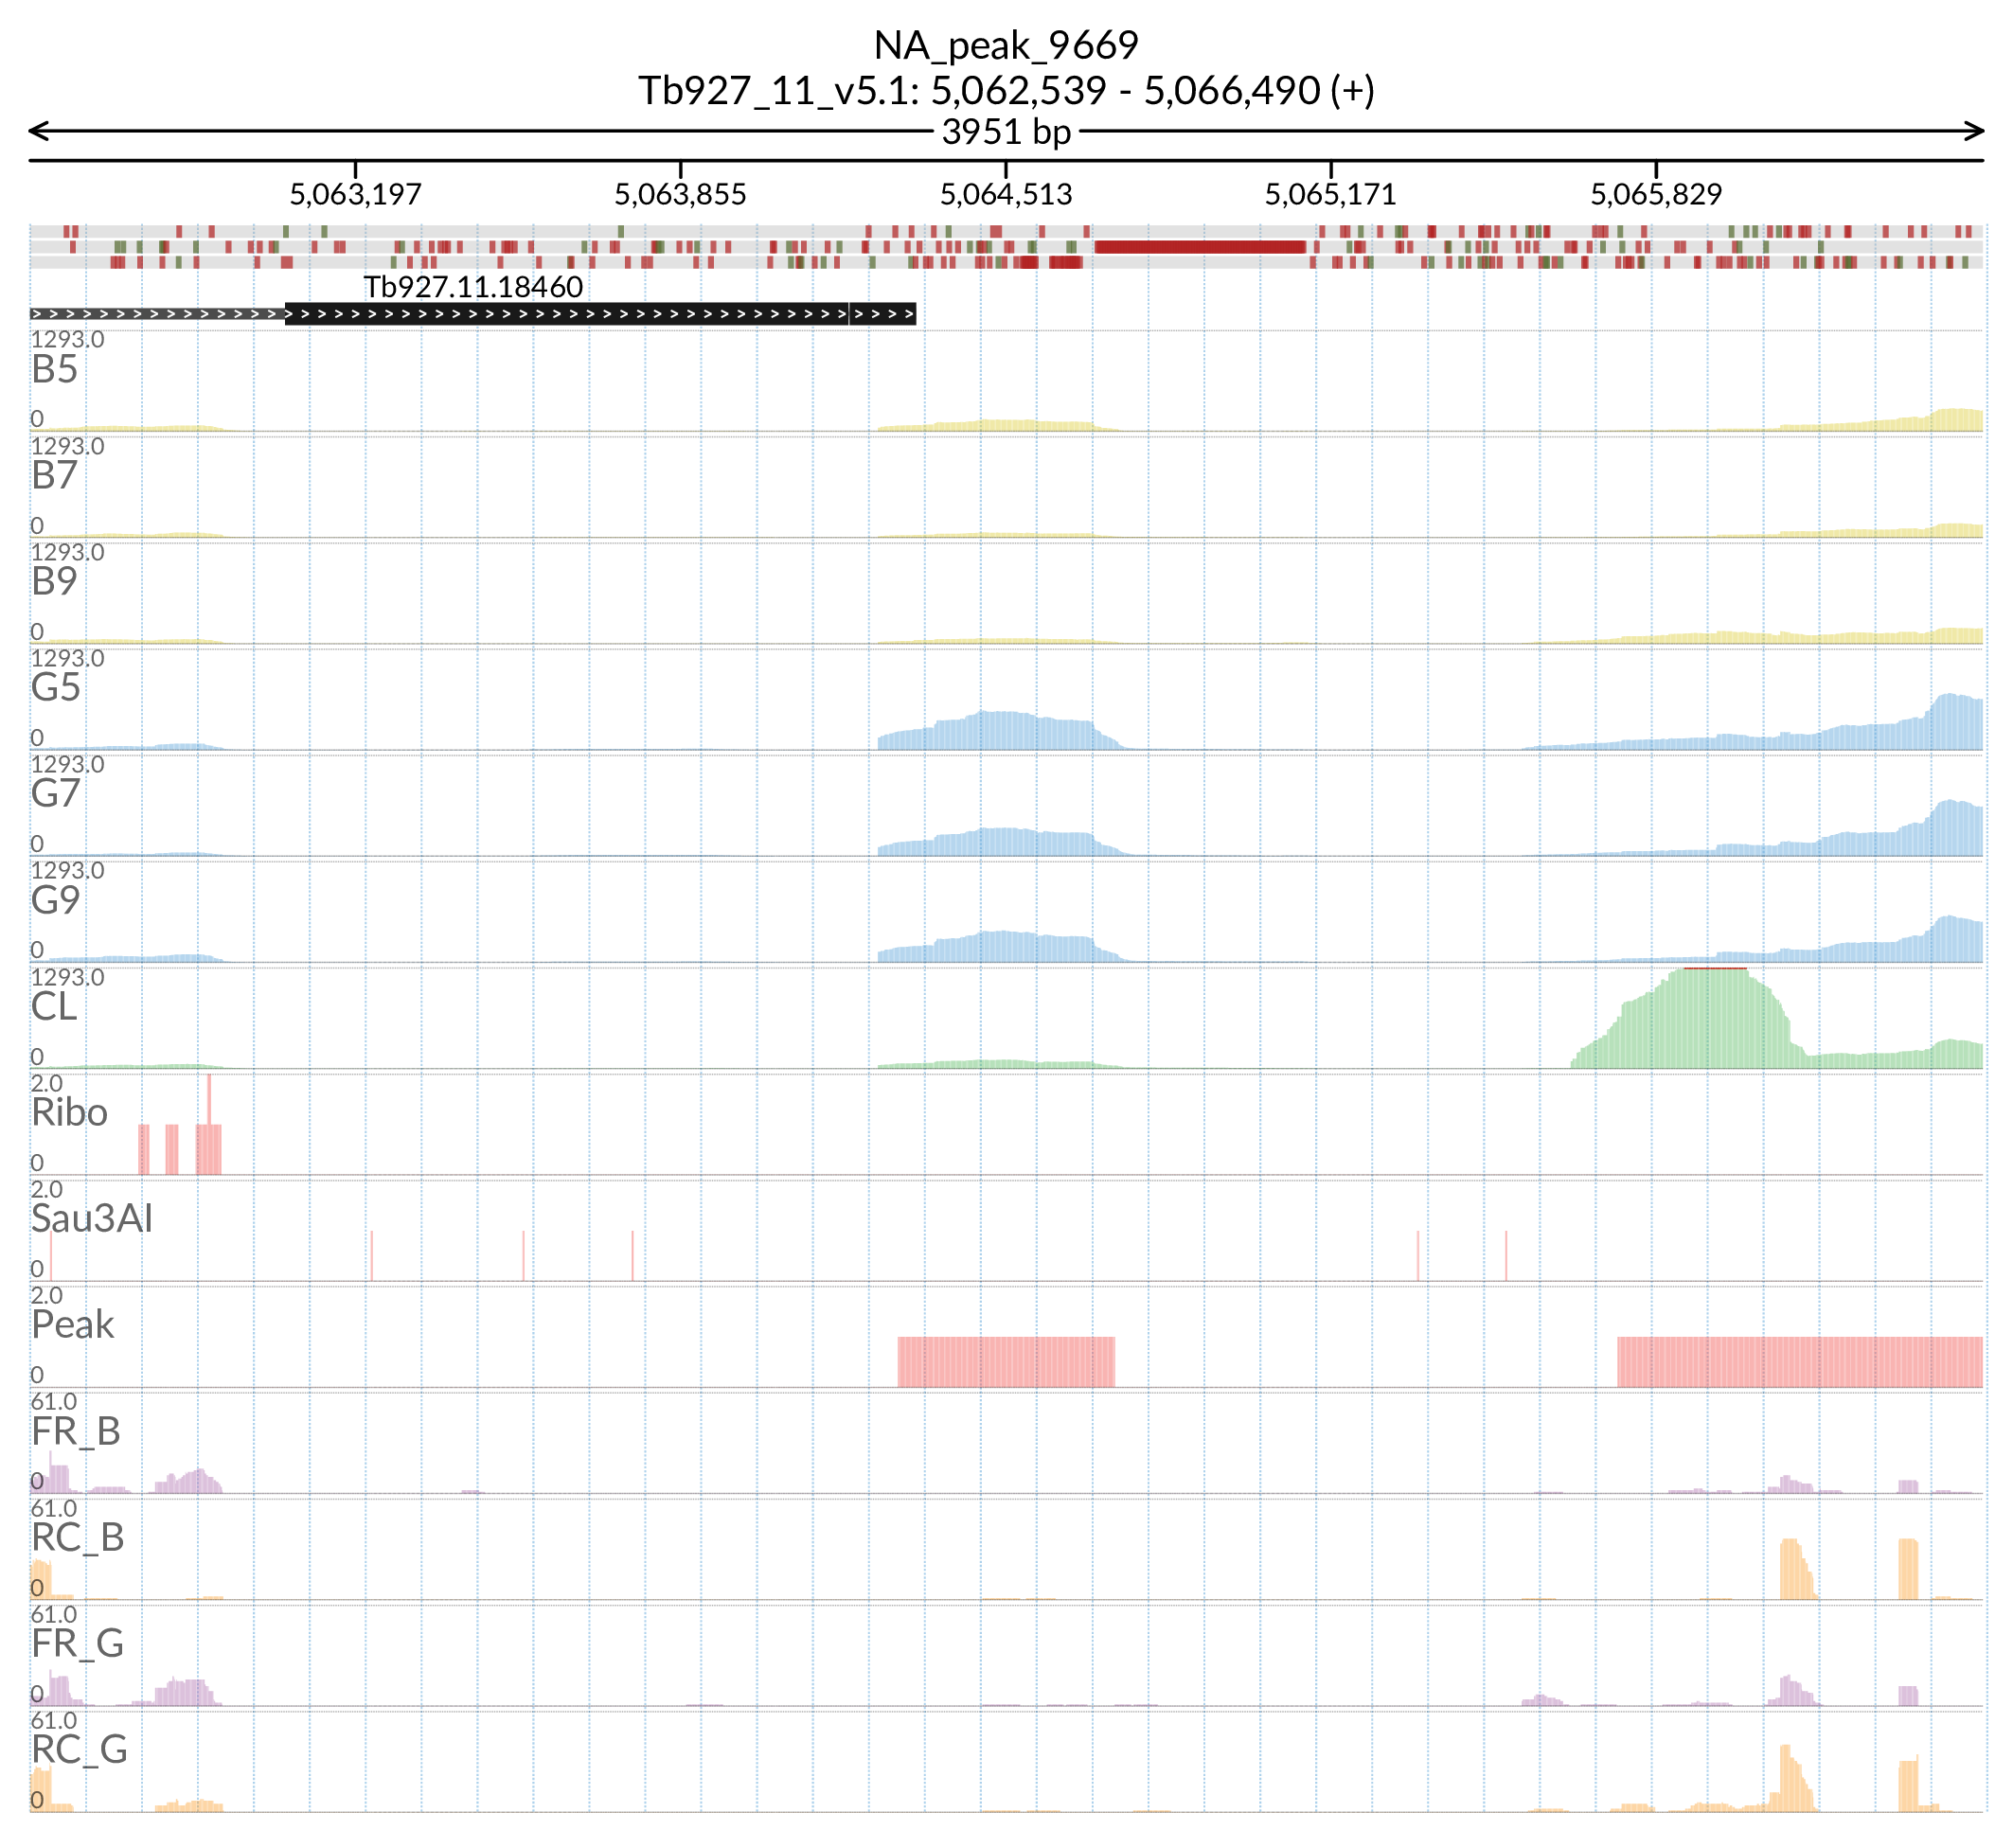 NA_peak_9669
Tb927_11_v5.1: 5,062,539 - 5,066,490 (+)
3951 bp
5,063,197 5,063,855 5,064,513 5,065,171 5,065,829
Tb927.11.18460
1293.0
B5
0
1293.0
B7
0
1293.0
B9
0
1293.0
G5
0
1293.0
G7
0
1293.0
G9
0
1293.0
CL
0
2.0
Ribo
0
2.0
Sau3AI
0
2.0
Peak
0
61.0
FR_B
0
61.0
RC_B
0
61.0
FR_G
0
61.0
RC_G
0